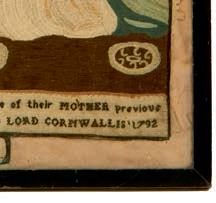 of their MOTHER previous
LORD CORNWALLIS 1792